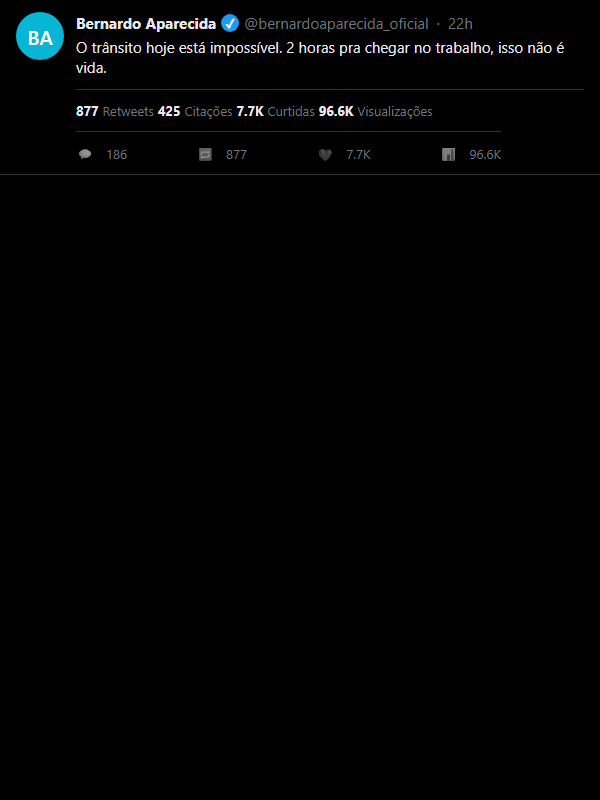 BA
Bernardo Aparecida @bernardoaparecida_oficial · 22h
O trânsito hoje está impossível. 2 horas pra chegar no trabalho, isso não é
vida.
877 Retweets 425 Citações 7.7K Curtidas 96.6K Visualizações
186 877 7.7K 96.6K